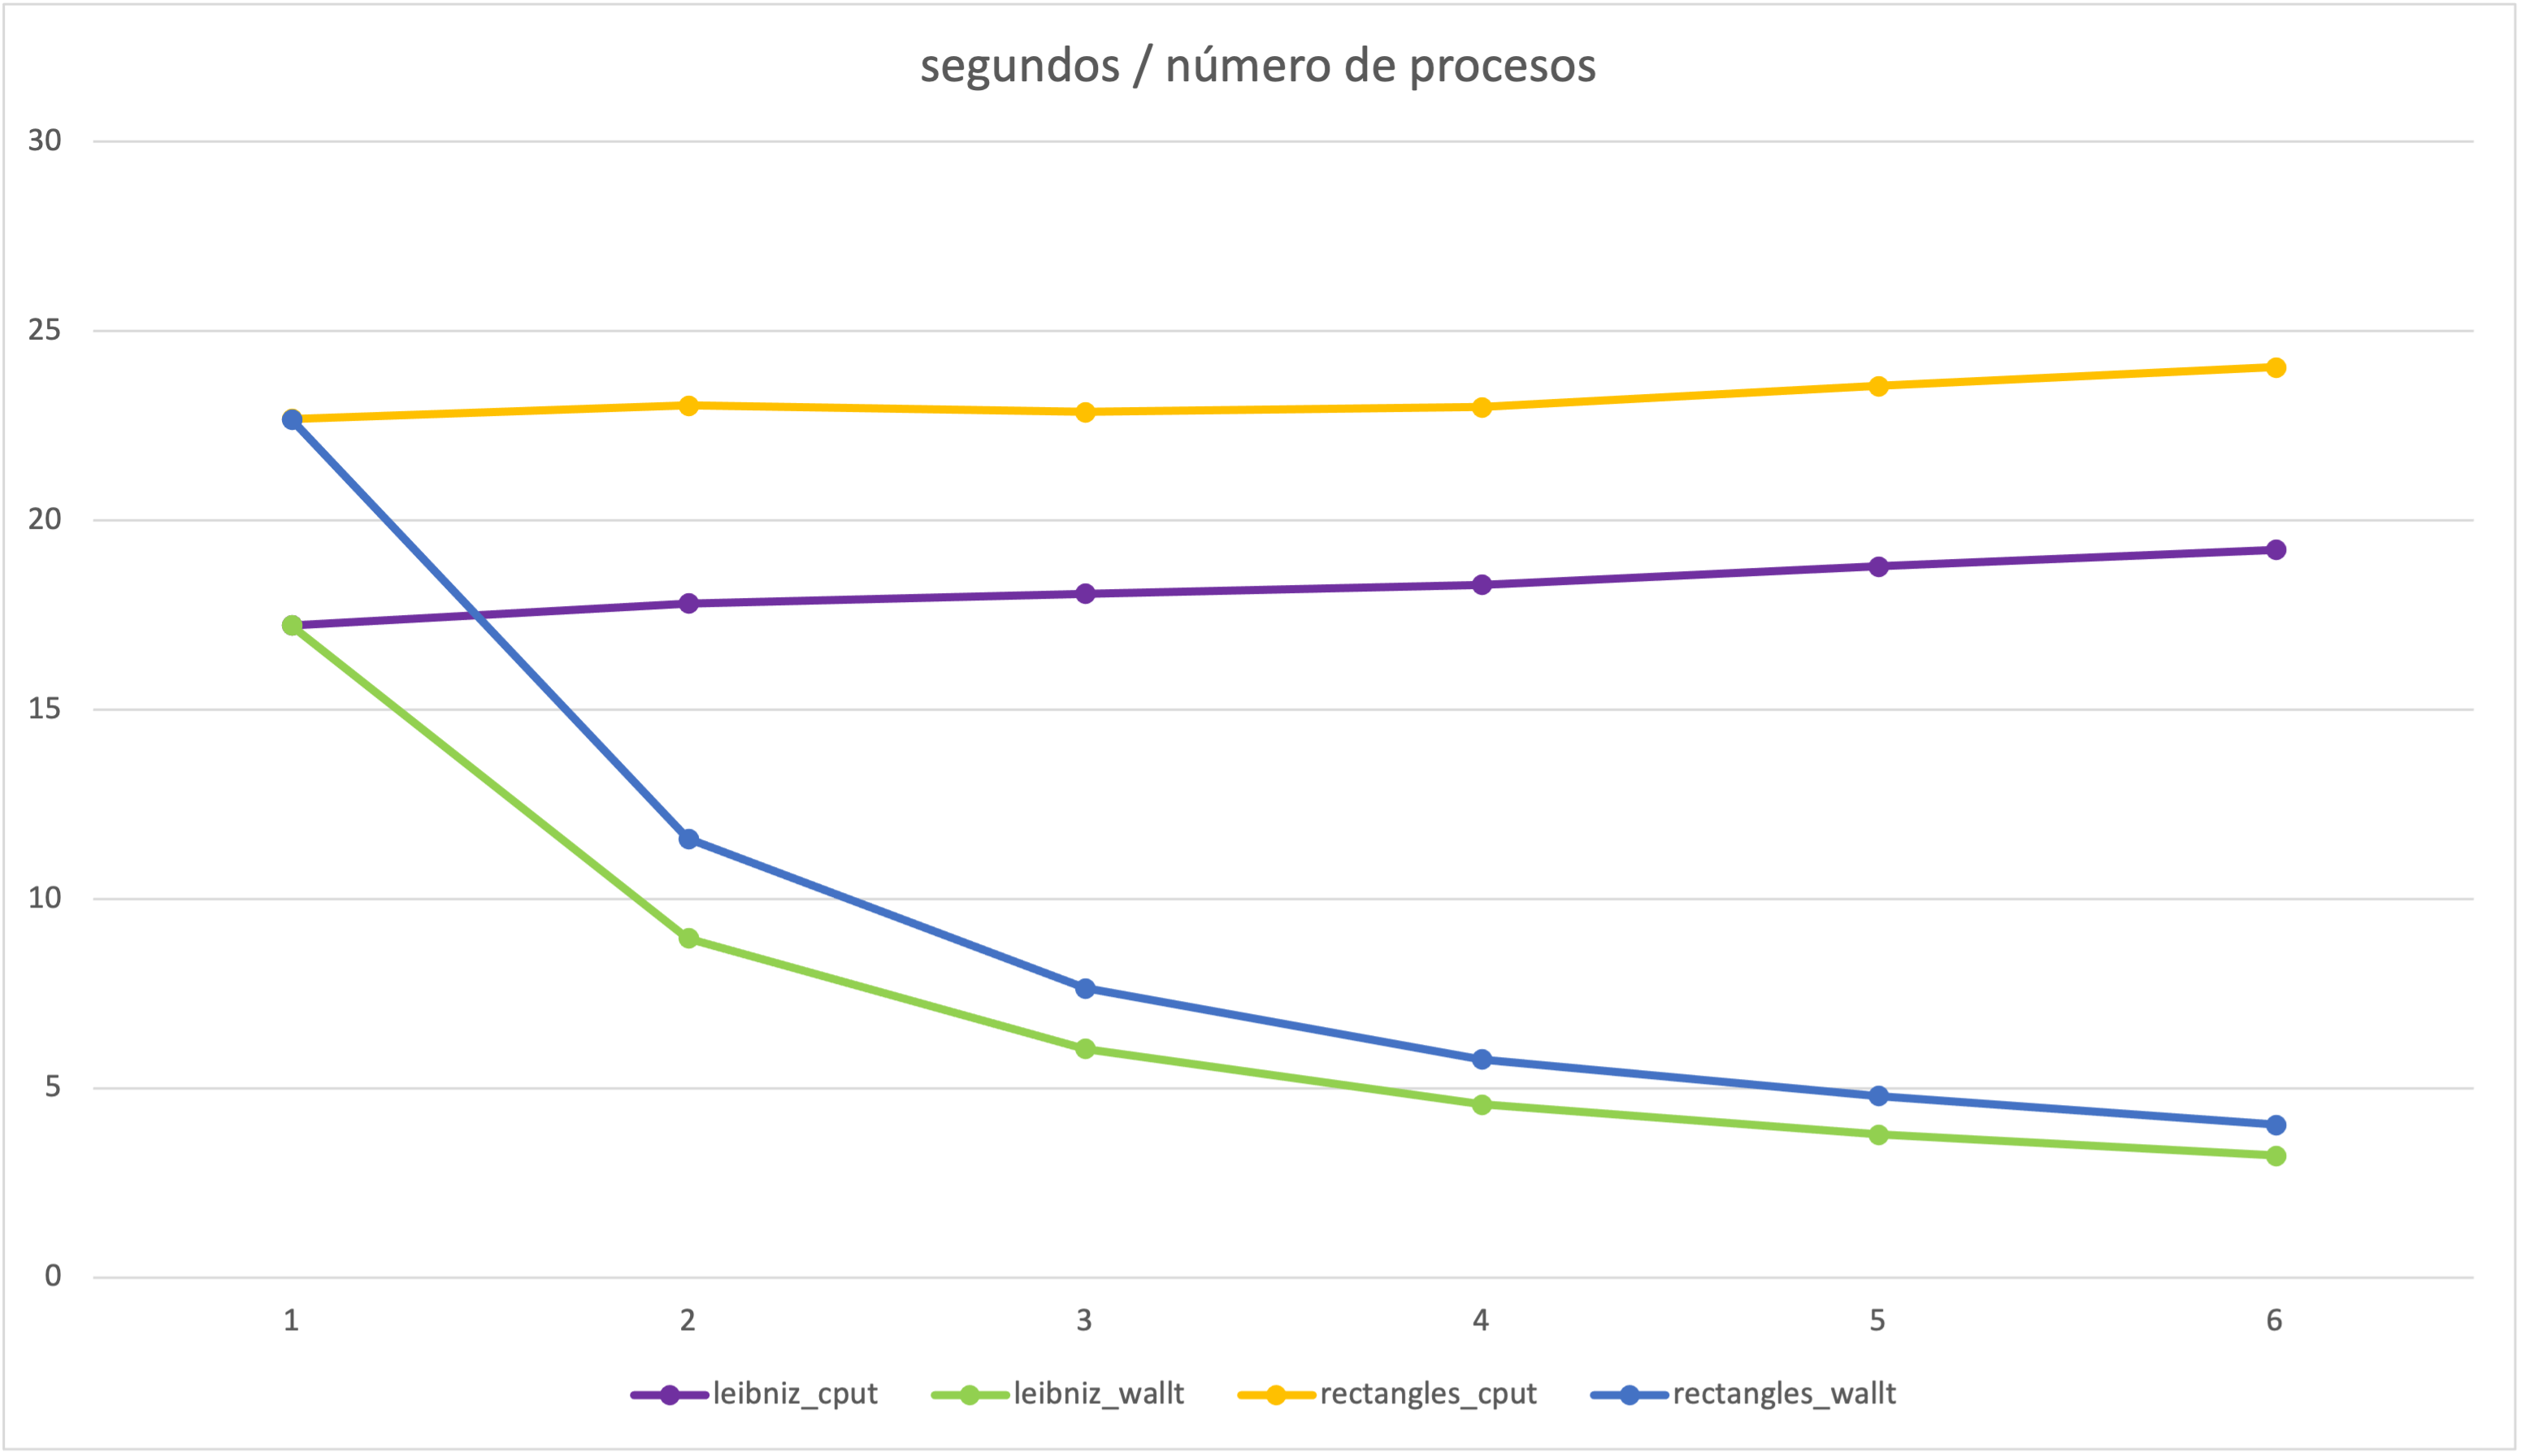 segundos / número de procesos
30
25
20
15
10
5
0
1 2 3 4 5 6
leibniz_cput leibniz_wallt rectangles_cput rectangles_wallt